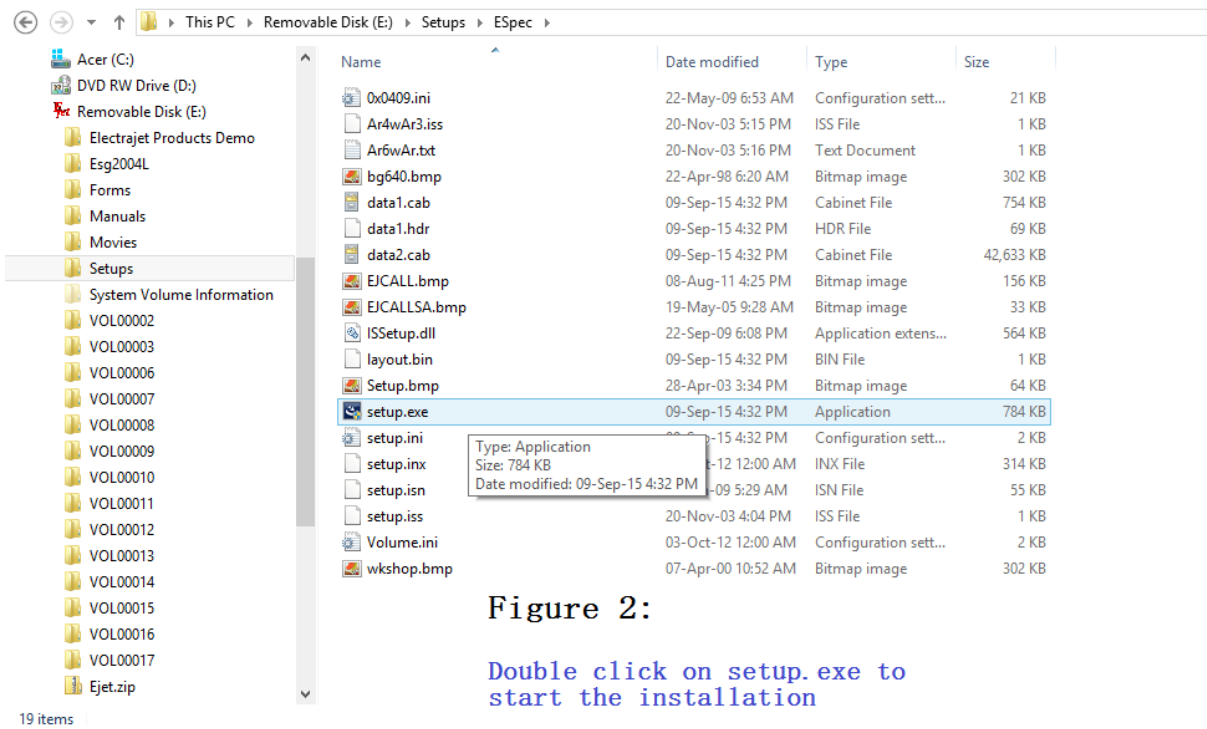 This PC Removable Disk (E:) Setups ESpec
Acer (C:)
DVD RW Drive (D:)
Removable Disk (E:)
Electrajet Products Demo
Esg2004L
Forms
Manuals
Movies
Setups
System Volume Information
VOL00002
VOL00003
VOL00006
VOL00007
VOL00008
VOL00009
VOL00010
VOL00011
VOL00012
VOL00013
VOL00014
VOL00015
VOL00016
VOL00017
Ejet.zip
Name Date modified Type Size
0x0409.ini 22-May-09 6:53 AM Configuration sett... 21 KB
Ar4wAr3.iss 20-Nov-03 5:15 PM ISS File 1 KB
Ar6wAr.txt 20-Nov-03 5:16 PM Text Document 1 KB
bg640.bmp 22-Apr-98 6:20 AM Bitmap image 302 KB
data1.cab 09-Sep-15 4:32 PM Cabinet File 754 KB
data1.hdr 09-Sep-15 4:32 PM HDR File 69 KB
data2.cab 09-Sep-15 4:32 PM Cabinet File 42,633 KB
EJCALL.bmp 08-Aug-11 4:25 PM Bitmap image 156 KB
EJCALLSA.bmp 19-May-05 9:28 AM Bitmap image 33 KB
ISSetup.dll 22-Sep-09 6:08 PM Application extens... 564 KB
layout.bin 09-Sep-15 4:32 PM BIN File 1 KB
Setup.bmp 28-Apr-03 3:34 PM Bitmap image 64 KB
setup.exe 09-Sep-15 4:32 PM Application 784 KB
setup.ini 4:32 PM Configuration sett... 2 KB
setup.inx 12:00 AM INX File 314 KB
setup.isn 5:29 AM ISN File 55 KB
setup.iss 20-Nov-03 4:04 PM ISS File 1 KB
Volume.ini 03-Oct-12 12:00 AM Configuration sett... 2 KB
wkshop.bmp 07-Apr-00 10:52 AM Bitmap image 302 KB
Type: Application
Size: 784 KB
Date modified: 09-Sep-15 4:32 PM
Figure 2:
Double click on setup.exe to
start the installation
19 items